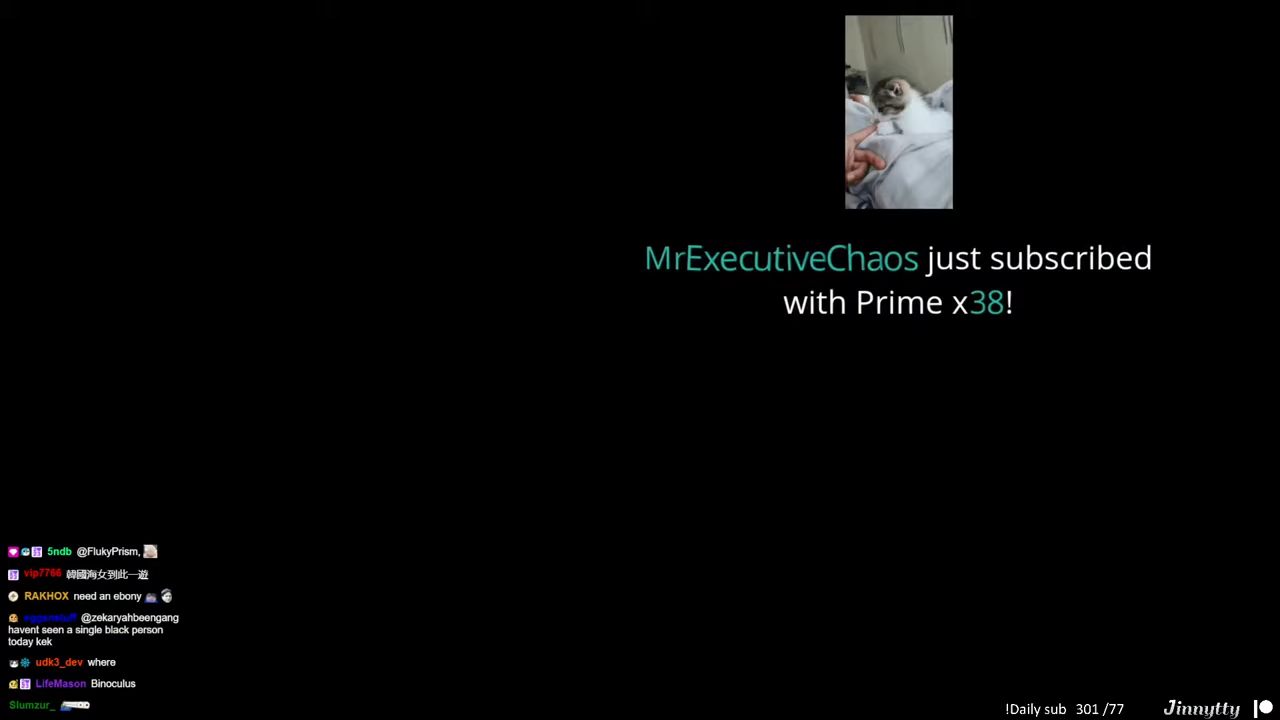 MrExecutiveChaos just subscribed
with Prime x38!
5ndb @FlukyPrism,
vip7766 韓國海女到此一遊
RAKHOX need an ebony
@zekaryahbeengang
havent seen a single black person
today kek
udk3_dev where
LifeMason Binoculus
Slumzur_
!Daily sub 301 /77
Jinnytty